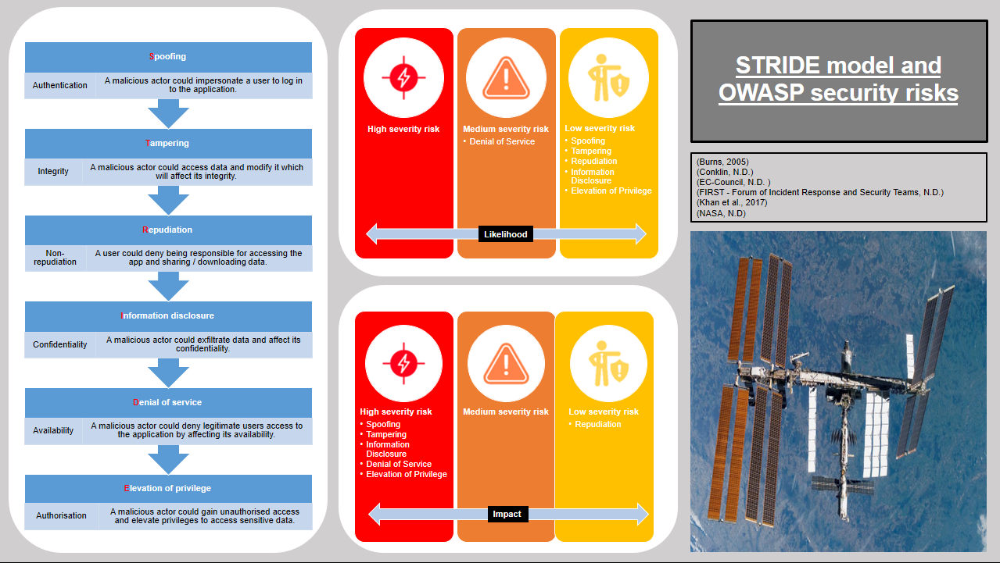 Spoofing
Authentication
A malicious actor could impersonate a user to log in
to the application.
Tampering
Integrity
A malicious actor could access data and modify it which
will affect its integrity.
Repudiation
Non-
repudiation
A user could deny being responsible for accessing the
app and sharing / downloading data.
Information disclosure
Confidentiality
A malicious actor could exfiltrate data and affect its
confidentiality.
Denial of service
Availability
A malicious actor could deny legitimate users access to
the application by affecting its availability.
Elevation of privilege
Authorisation
A malicious actor could gain unauthorised access
and elevate privileges to access sensitive data.
High severity risk
Medium severity risk
• Denial of Service
Low severity risk
• Spoofing
• Tampering
• Repudiation
• Information
Disclosure
• Elevation of Privilege
Likelihood
High severity risk
• Spoofing
• Tampering
• Information
Disclosure
• Denial of Service
• Elevation of Privilege
Medium severity risk
Low severity risk
• Repudiation
Impact
STRIDE model and
OWASP security risks
(Burns, 2005)
(Conklin, N.D.)
(EC-Council, N.D. )
(FIRST - Forum of Incident Response and Security Teams, N.D.)
(Khan et al., 2017)
(NASA, N.D)